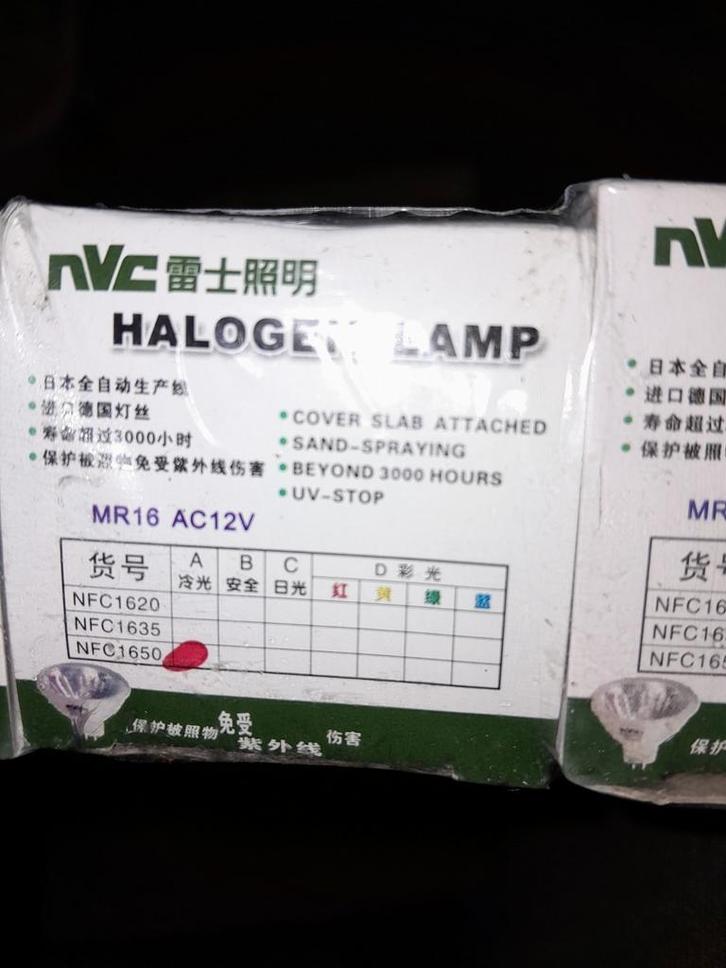 nVC 雷士照明
HALOGEN LAMP
日本全自动生产线
进口德国灯丝
寿命超过3000小时
保护被照物免受紫外线伤害
COVER SLAB ATTACHED
SAND-SPRAYING
BEYOND 3000 HOURS
UV-STOP
MR16 AC12V
货号 A 冷光 B 安全 C 日光 D 彩光
红 黄 绿 蓝
NFC1620
NFC1635
NFC1650
保护被照物免受紫外线伤害
nV
日本全自
进口德国
寿命超过
保护被照
MR
货号
NFC16
NFC16
NFC165
保护